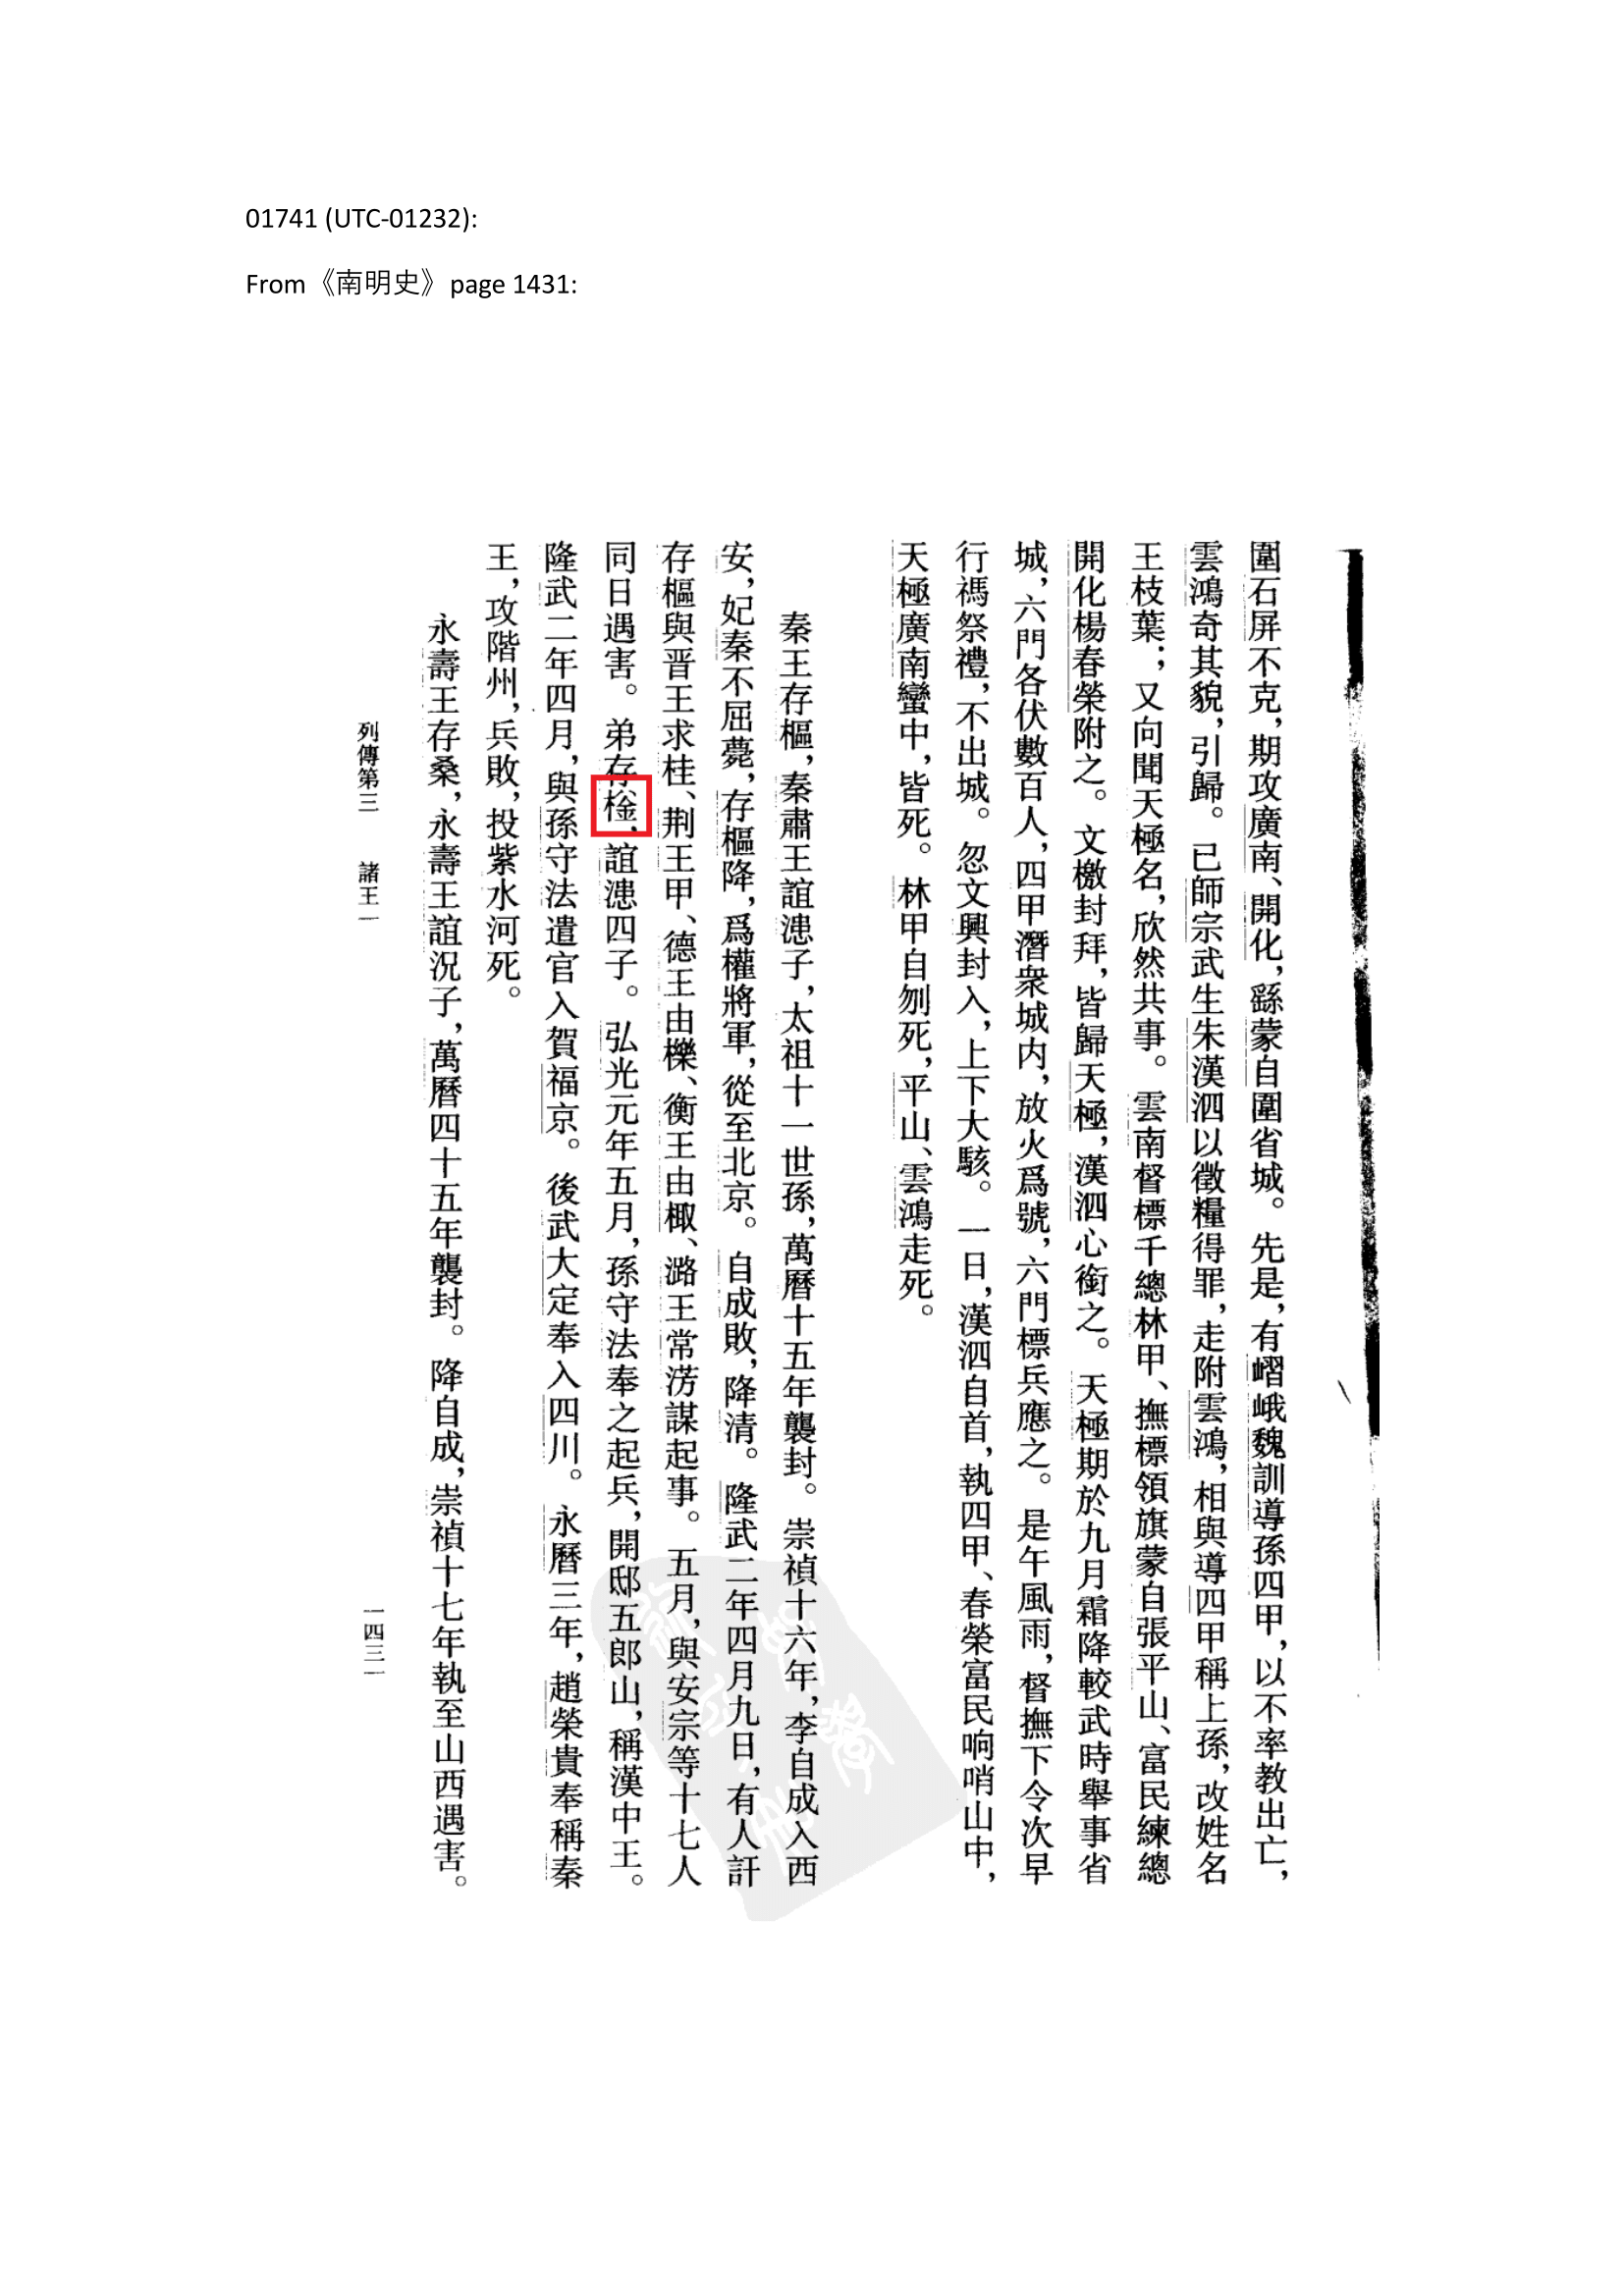 01741 (UTC-01232):
From《南明史》page 1431:
圍石屏不克，期攻廣南、開化，繇蒙自圍省城。先是，有嶍峨魏訓導孫四甲，以不率教出亡，
雲鴻奇其貌，引歸。已師宗武生朱漢泗以徵糧得罪，走附雲鴻，相與導四甲稱上孫，改姓名
王枝葉；又向聞天極名，欣然共事。雲南督標千總林甲、撫標領旗蒙自張平山、富民練總
開化楊春榮附之。文檄封拜，皆歸天極，漢泗心銜之。天極期於九月霜降較武時舉事省
城，六門各伏數百人，四甲潛衆城内，放火爲號，六門標兵應之。是午風雨，督撫下令次早
行禡祭禮，不出城。忽文興封入，上下大駭。一日，漢泗自首，執四甲、春榮富民响哨山中，
天極廣南蠻中，皆死。林甲自刎死，平山、雲鴻走死。
秦王存樞，秦肅王誼漶子，太祖十一世孫，萬曆十五年襲封。崇禎十六年，李自成入西
安，妃秦不屈薨，存樞降，爲權將軍，從至北京。自成敗，降清。隆武二年四月九日，有人訐
存樞與晋王求桂、荆王甲、德王由櫟、衡王由棷、潞王常淓謀起事。五月，與安宗等十七人
同日遇害。弟存⿰木金，誼漶四子。弘光元年五月，孫守法奉之起兵，開邸五郎山，稱漢中王。
隆武二年四月，與孫守法遣官入賀福京。後武大定奉入四川。永曆三年，趙榮貴奉稱秦
王，攻階州，兵敗，投紫水河死。
永壽王存桑，永壽王誼況子，萬曆四十五年襲封。降自成，崇禎十七年執至山西遇害。
列傳第三　諸王一
一四三一